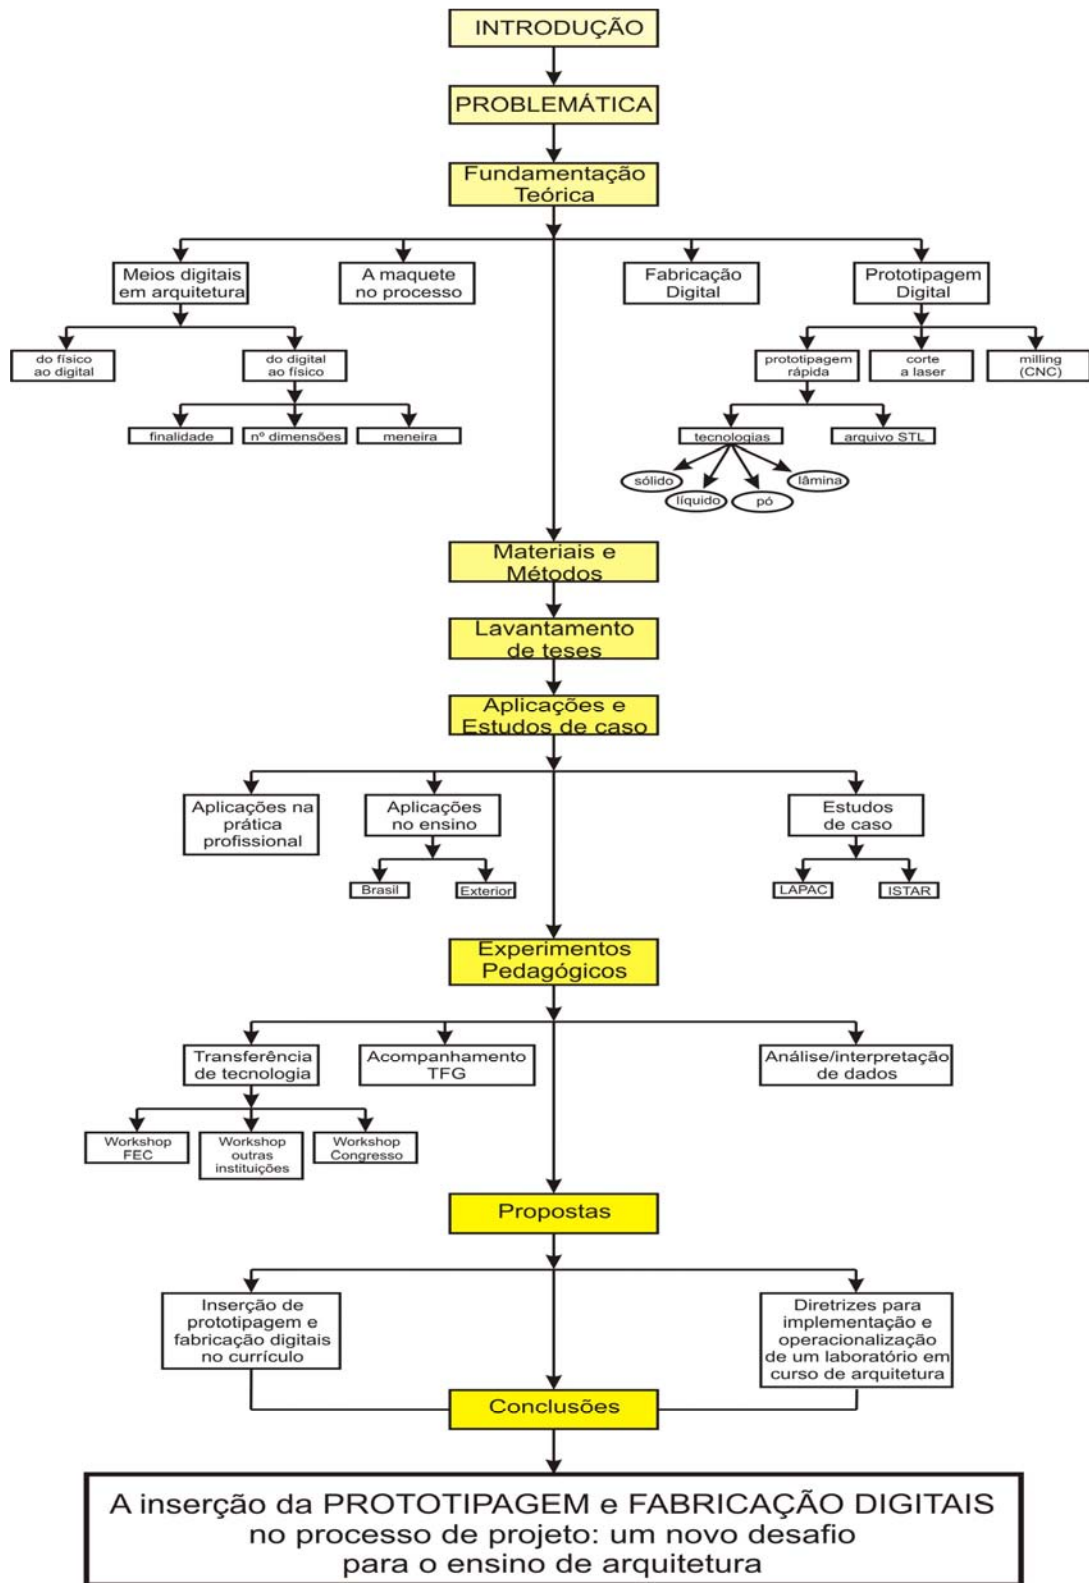 INTRODUÇÃO
PROBLEMÁTICA
Fundamentação
Teórica
Meios digitais
em arquitetura
A maquete
no processo
Fabricação
Digital
Prototipagem
Digital
do físico
ao digital
do digital
ao físico
prototipagem
rápida
corte
a laser
milling
(CNC)
finalidade
nº dimensões
meneira
tecnologias
arquivo STL
sólido
líquido
pó
lâmina
Materiais e
Métodos
Lavantamento
de teses
Aplicações e
Estudos de caso
Aplicações na
prática
profissional
Aplicações
no ensino
Estudos
de caso
Brasil
Exterior
LAPAC
ISTAR
Experimentos
Pedagógicos
Transferência
de tecnologia
Acompanhamento
TFG
Análise/interpretação
de dados
Workshop
FEC
Workshop
outras
instituições
Workshop
Congresso
Propostas
Inserção de
prototipagem e
fabricação digitais
no currículo
Diretrizes para
implementação e
operacionalização
de um laboratório em
curso de arquitetura
Conclusões
A inserção da PROTOTIPAGEM e FABRICAÇÃO DIGITAIS
no processo de projeto: um novo desafio
para o ensino de arquitetura